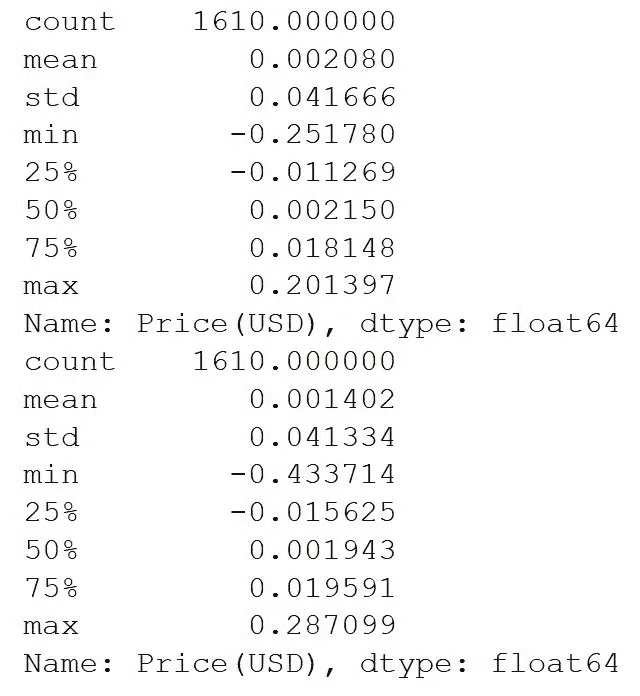 count 1610.000000
mean 0.002080
std 0.041666
min -0.251780
25% -0.011269
50% 0.002150
75% 0.018148
max 0.201397
Name: Price(USD), dtype: float64
count 1610.000000
mean 0.001402
std 0.041334
min -0.433714
25% -0.015625
50% 0.001943
75% 0.019591
max 0.287099
Name: Price(USD), dtype: float64